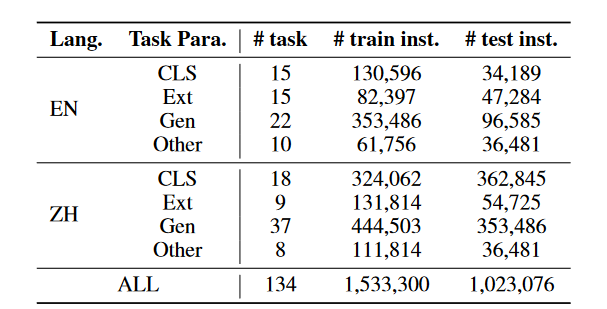 Lang. Task Para. # task # train inst. # test inst.
EN
CLS 15 130,596 34,189
Ext 15 82,397 47,284
Gen 22 353,486 96,585
Other 10 61,756 36,481
ZH
CLS 18 324,062 362,845
Ext 9 131,814 54,725
Gen 37 444,503 353,486
Other 8 111,814 36,481
ALL 134 1,533,300 1,023,076